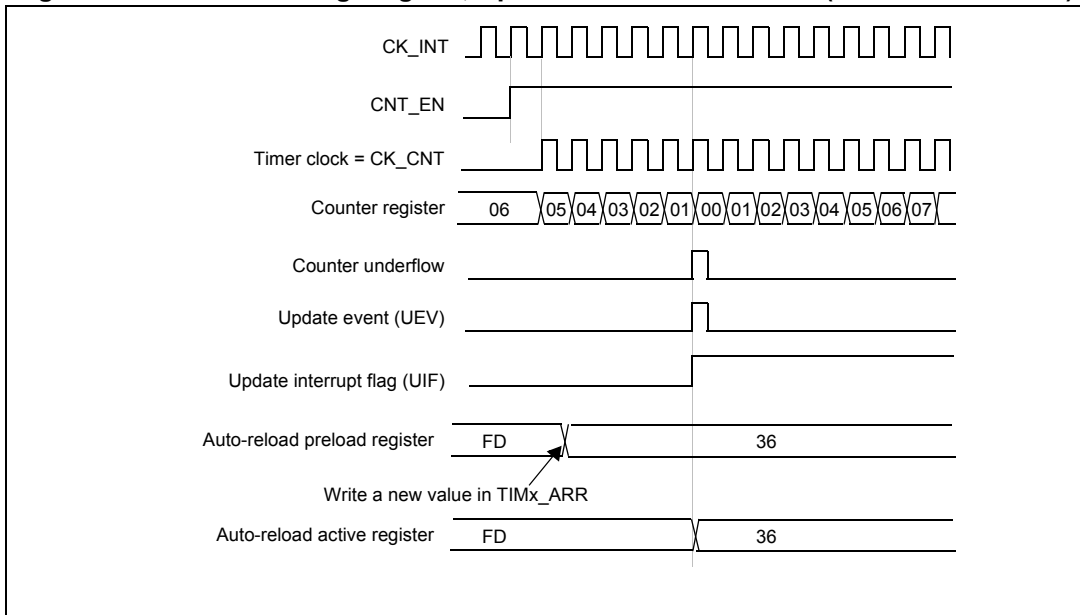 CK_INT
CNT_EN
Timer clock = CK_CNT
Counter register 06 05 04 03 02 01 00 01 02 03 04 05 06 07
Counter underflow
Update event (UEV)
Update interrupt flag (UIF)
Auto-reload preload register FD 36
Write a new value in TIMx_ARR
Auto-reload active register FD 36